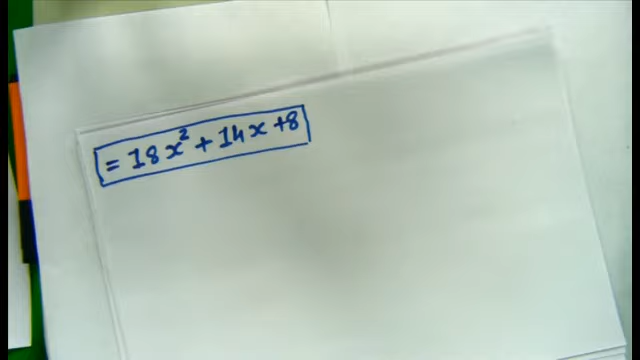 = 18x² + 14x + 8